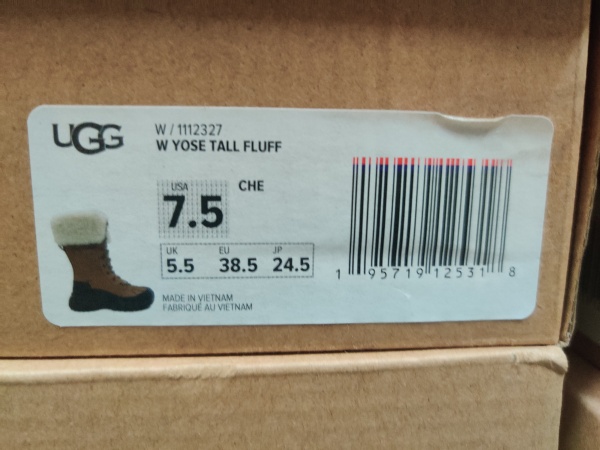 UGG
W / 1112327
W YOSE TALL FLUFF
USA CHE
7.5
UK EU JP
5.5 38.5 24.5
MADE IN VIETNAM
FABRIQUÉ AU VIETNAM
1 95719 12531 8